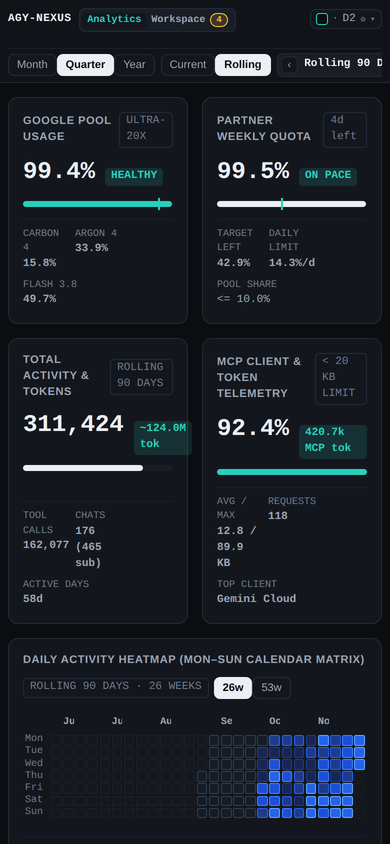 AGY-NEXUS
Analytics Workspace 4
· D2 ⚙ ▾
Month Quarter Year Current Rolling ‹ Rolling 90 D
GOOGLE POOL USAGE
ULTRA-20X
99.4% HEALTHY
CARBON 4
15.8%
ARGON 4
33.9%
FLASH 3.8
49.7%
PARTNER WEEKLY QUOTA
4d left
99.5% ON PACE
TARGET LEFT
42.9%
DAILY LIMIT
14.3%/d
POOL SHARE
<= 10.0%
TOTAL ACTIVITY & TOKENS
ROLLING 90 DAYS
311,424 ~124.0M tok
TOOL CALLS
162,077
CHATS
176 (465 sub)
ACTIVE DAYS
58d
MCP CLIENT & TOKEN TELEMETRY
< 20 KB LIMIT
92.4% 420.7k MCP tok
AVG / MAX
12.8 / 89.9 KB
REQUESTS
118
TOP CLIENT
Gemini Cloud
DAILY ACTIVITY HEATMAP (MON–SUN CALENDAR MATRIX)
ROLLING 90 DAYS · 26 WEEKS 26w 53w
Ju Ju Au Se Oc No
Mon
Tue
Wed
Thu
Fri
Sat
Sun